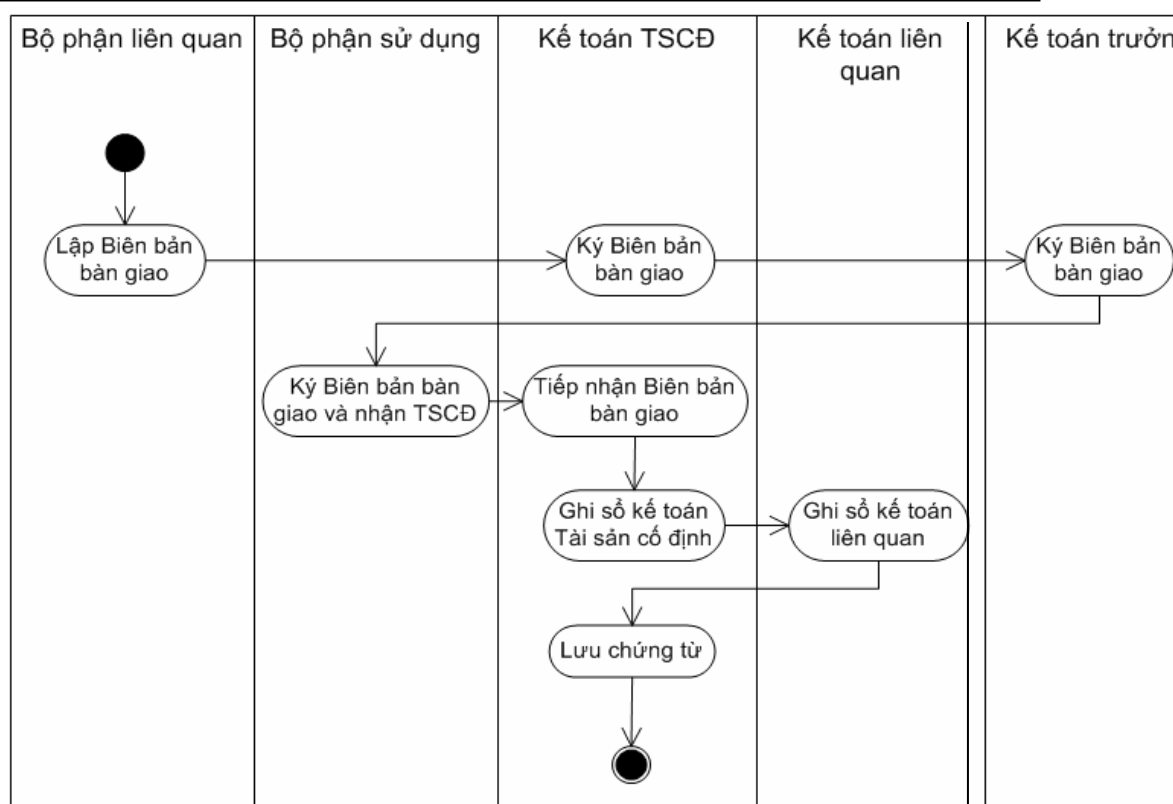 Bộ phận liên quan
Bộ phận sử dụng
Kế toán TSCĐ
Kế toán liên
quan
Kế toán trưởn
Lập Biên bản
bàn giao
Ký Biên bản
bàn giao
Ký Biên bản
bàn giao
Ký Biên bản bàn
giao và nhận TSCĐ
Tiếp nhận Biên bản
bàn giao
Ghi sổ kế toán
Tài sản cố định
Ghi sổ kế toán
liên quan
Lưu chứng từ